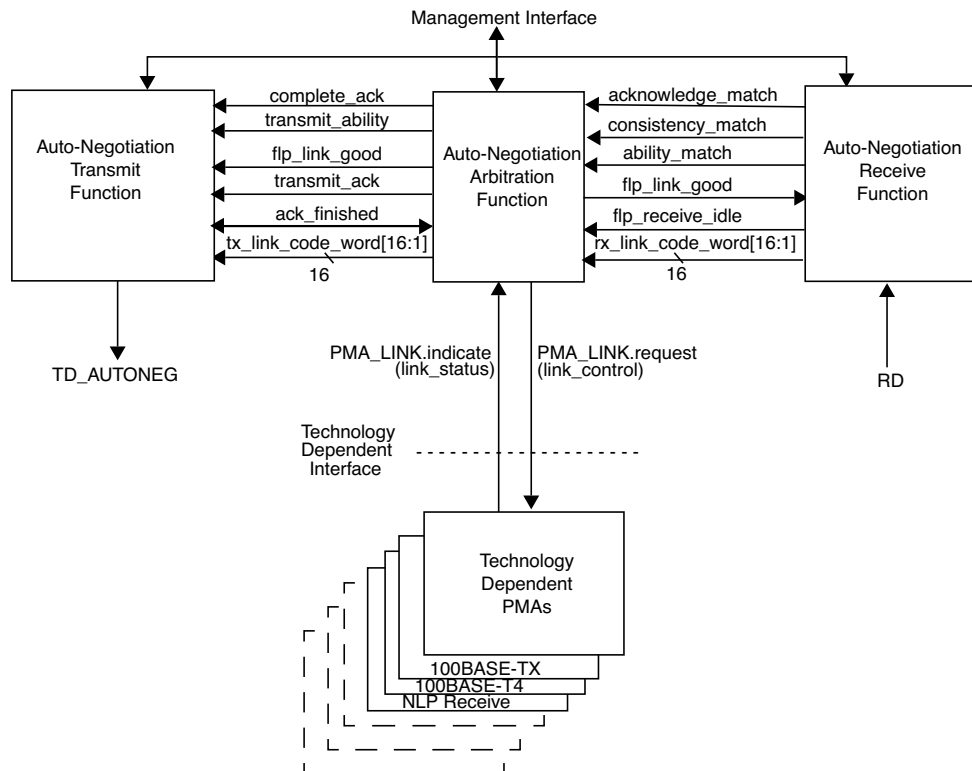 Management Interface
complete_ack
transmit_ability
flp_link_good
transmit_ack
ack_finished
tx_link_code_word[16:1]
16
acknowledge_match
consistency_match
ability_match
flp_link_good
flp_receive_idle
rx_link_code_word[16:1]
16
Auto-Negotiation
Transmit
Function
Auto-Negotiation
Arbitration
Function
Auto-Negotiation
Receive
Function
TD_AUTONEG
PMA_LINK.indicate
(link_status)
PMA_LINK.request
(link_control)
RD
Technology
Dependent
Interface
Technology
Dependent
PMAs
100BASE-TX
100BASE-T4
NLP Receive